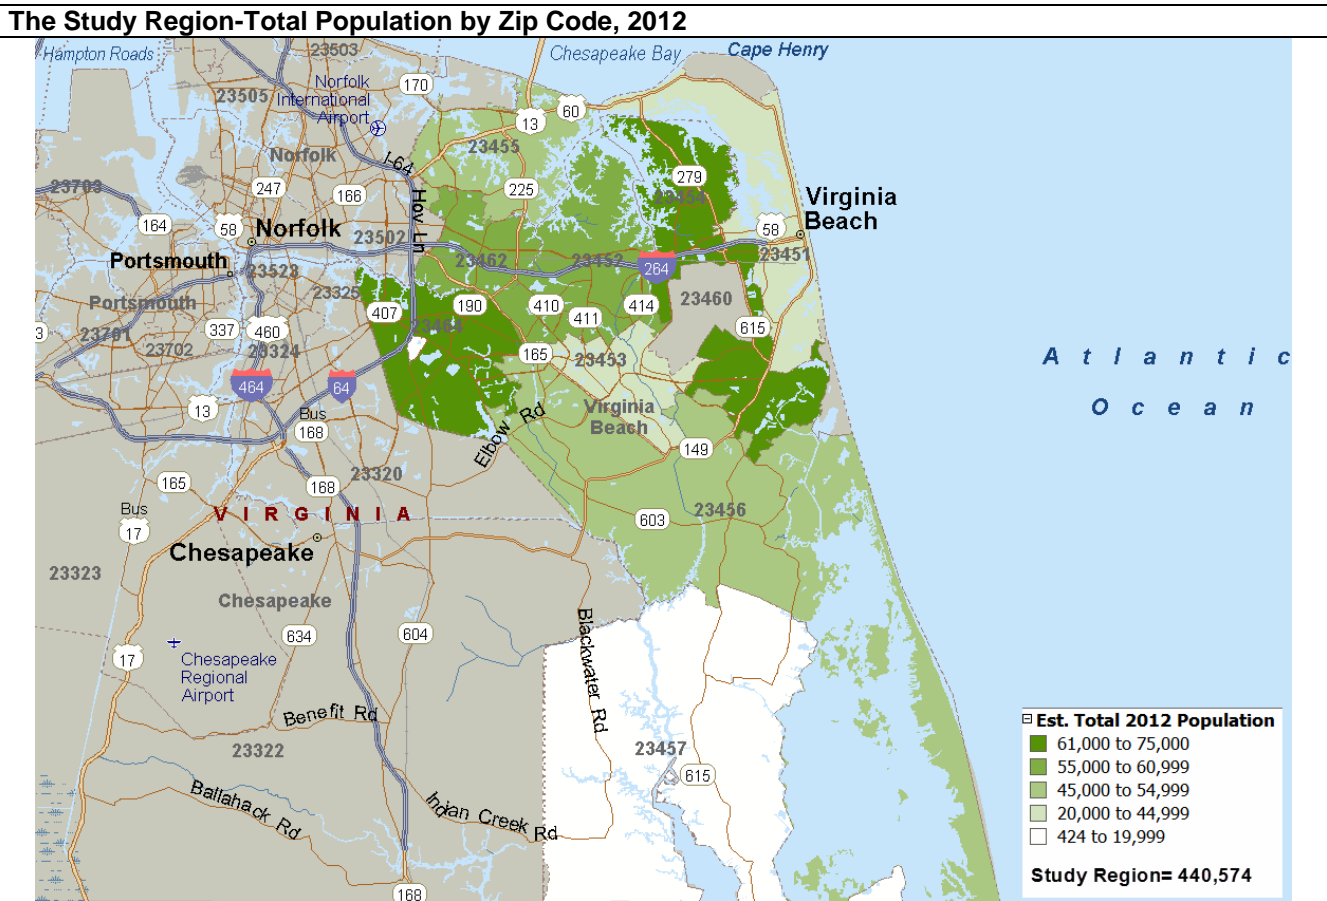 The Study Region-Total Population by Zip Code, 2012
Hampton Roads
23503
Chesapeake Bay
Cape Henry
Norfolk
International
Airport
170
23505
60
13
23455
Norfolk
I-64
23703
247
166
225
279
23454
Virginia
Beach
Hov Ln
164
58
Norfolk
23502
58
Portsmouth
23523
23462
23452
264
23451
Portsmouth
23325
407
190
410
411
414
23460
615
3
23701
337
460
23702
23324
23464
165
23453
Atlantic
Ocean
464
64
13
Bus
168
Virginia
Beach
Elbow Rd
149
165
168
23320
Bus
17
VIRGINIA
603
23456
Chesapeake
23323
Chesapeake
634
604
Blackwater Rd
17
Chesapeake
Regional
Airport
Benefit Rd
23322
23457
615
Ballahack Rd
Indian Creek Rd
168
Est. Total 2012 Population
61,000 to 75,000
55,000 to 60,999
45,000 to 54,999
20,000 to 44,999
424 to 19,999
Study Region= 440,574